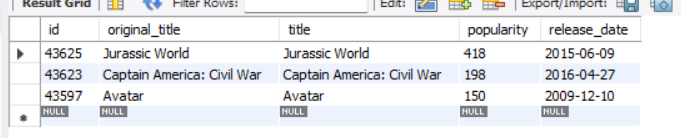 Result Grid Filter Rows: Edit: Export/Import:
id original_title title popularity release_date
43625 Jurassic World Jurassic World 418 2015-06-09
43623 Captain America: Civil War Captain America: Civil War 198 2016-04-27
43597 Avatar Avatar 150 2009-12-10
NULL NULL NULL NULL NULL